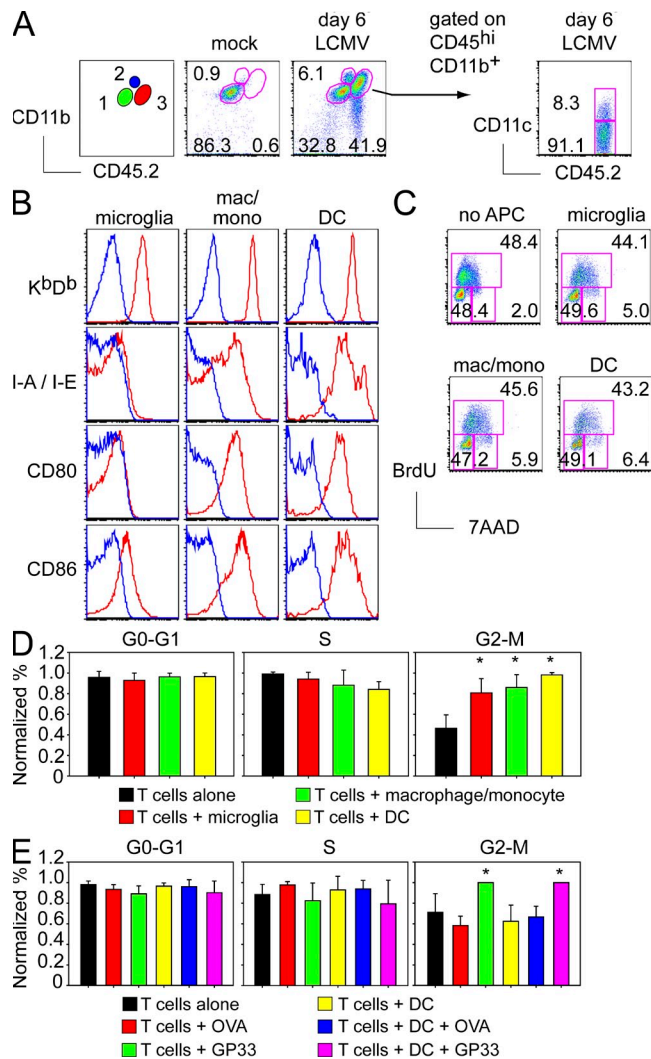 A
mock
day 6
LCMV
gated on
CD45hi
CD11b+
day 6
LCMV
CD11b
CD45.2
1
2
3
0.9
86.3
0.6
6.1
32.8
41.9
CD11c
CD45.2
8.3
91.1
B
microglia
mac/
mono
DC
KbDb
I-A / I-E
CD80
CD86
C
no APC
microglia
48.4
48.4
2.0
44.1
49.6
5.0
mac/mono
DC
45.6
47.2
5.9
43.2
49.1
6.4
BrdU
7AAD
D
G0-G1
S
G2-M
Normalized %
1.2
1.0
0.8
0.6
0.4
0.2
0
* * *
T cells alone
T cells + macrophage/monocyte
T cells + microglia
T cells + DC
E
G0-G1
S
G2-M
Normalized %
1.2
1.0
0.8
0.6
0.4
0.2
0
* *
T cells alone
T cells + DC
T cells + OVA
T cells + DC + OVA
T cells + GP33
T cells + DC + GP33